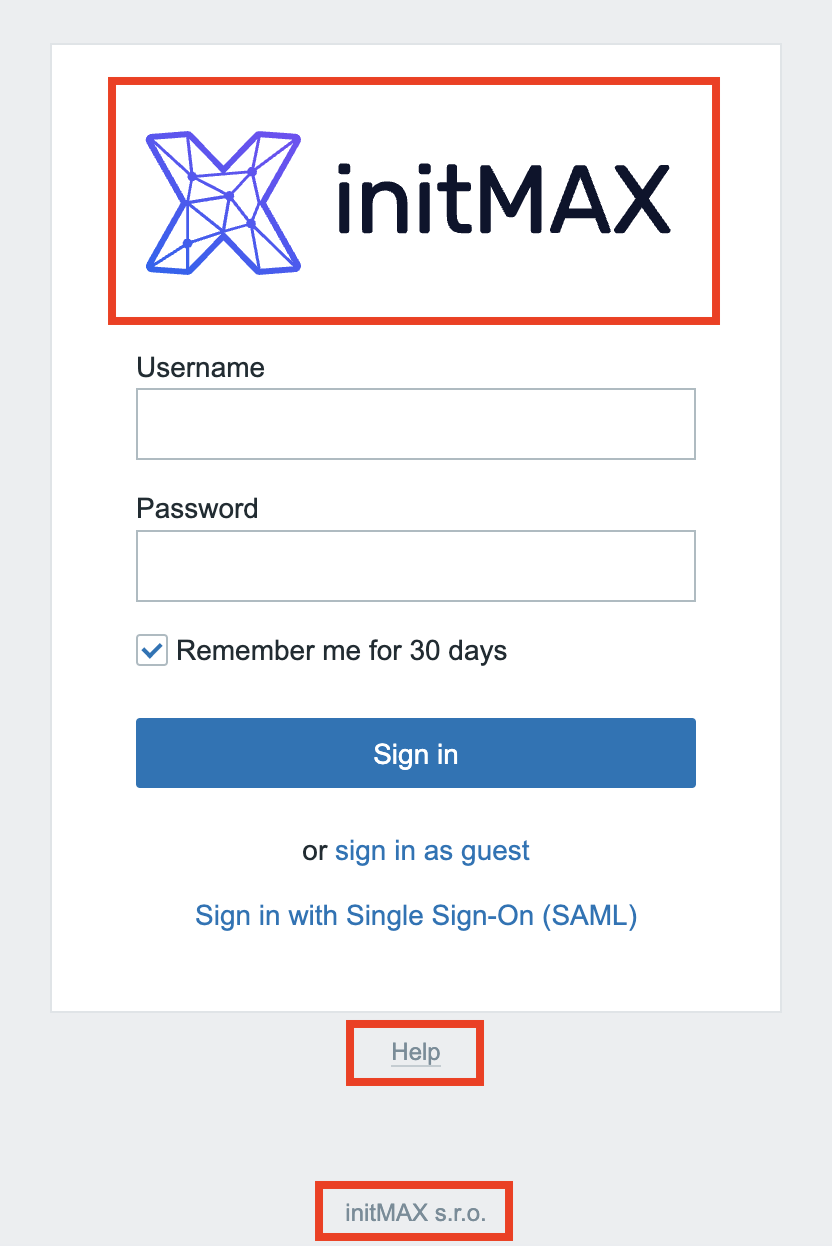 initMAX
Username
Password
Remember me for 30 days
Sign in
or sign in as guest
Sign in with Single Sign-On (SAML)
Help
initMAX s.r.o.